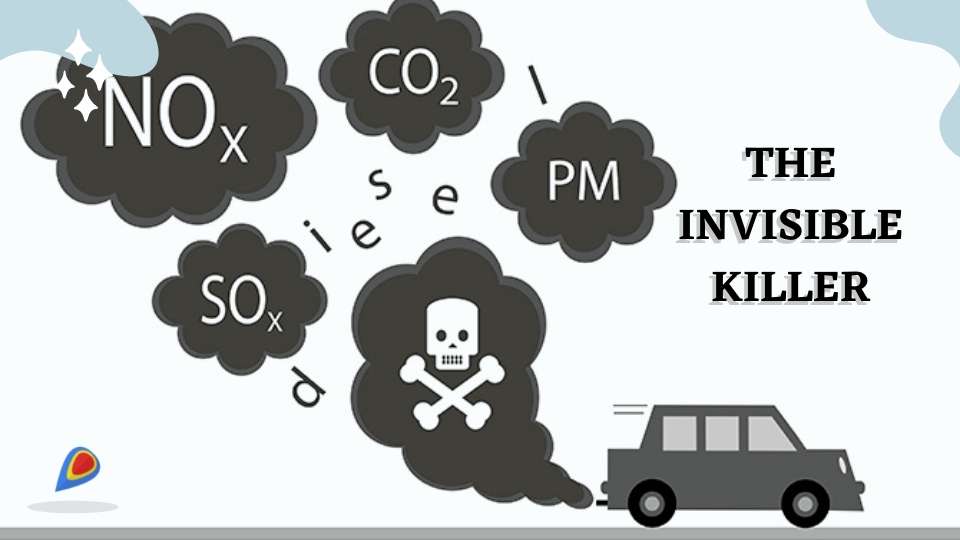 NOx
CO2
PM
SOx
diesel
THE
INVISIBLE
KILLER